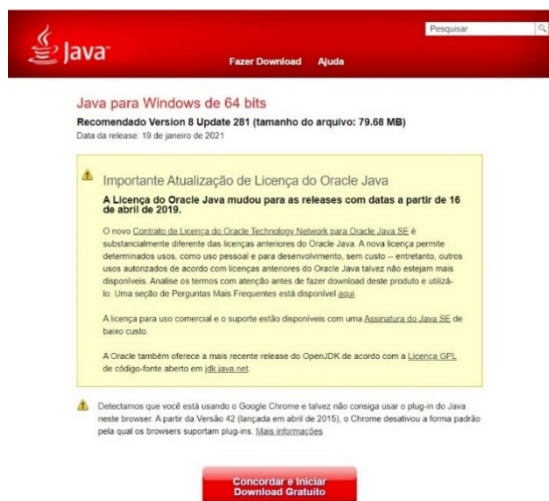 Java
Pesquisar
Fazer Download Ajuda
Java para Windows de 64 bits
Recomendado Version 8 Update 281 (tamanho do arquivo: 79.68 MB)
Data da release: 19 de janeiro de 2021
Importante Atualização de Licença do Oracle Java
A Licença do Oracle Java mudou para as releases com datas a partir de 16
de abril de 2019.
O novo Contrato de Licença do Oracle Technology Network para Oracle Java SE é
substancialmente diferente das licenças anteriores do Oracle Java. A nova licença permite
determinados usos, como uso pessoal e para desenvolvimento, sem custo -- entretanto, outros
usos autorizados de acordo com licenças anteriores do Oracle Java talvez não estejam mais
disponíveis. Analise os termos com atenção antes de fazer download deste produto e utilizá-
lo. Uma seção de Perguntas Mais Frequentes está disponível aqui.
A licença para uso comercial e o suporte estão disponíveis com uma Assinatura do Java SE de
baixo custo.
A Oracle também oferece a mais recente release do OpenJDK de acordo com a Licença GPL
de código-fonte aberto em jdk.java.net.
Detectamos que você está usando o Google Chrome e talvez não consiga usar o plug-in do Java
neste browser. A partir da Versão 42 (lançada em abril de 2015), o Chrome desativou a forma padrão
pela qual os browsers suportam plug-ins. Mais informações
Concordar e Iniciar
Download Gratuito